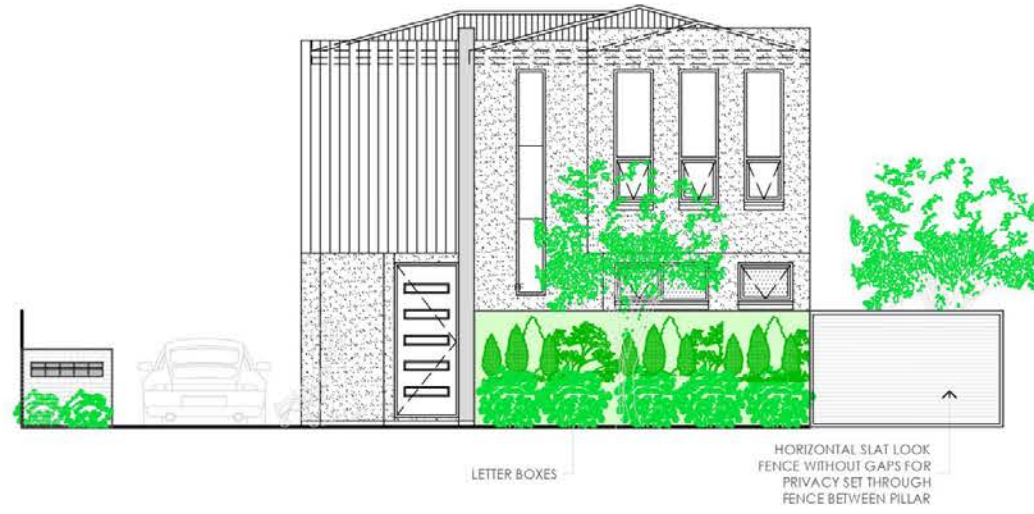 LETTER BOXES
HORIZONTAL SLAT LOOK
FENCE WITHOUT GAPS FOR
PRIVACY SET THROUGH
FENCE BETWEEN PILLAR